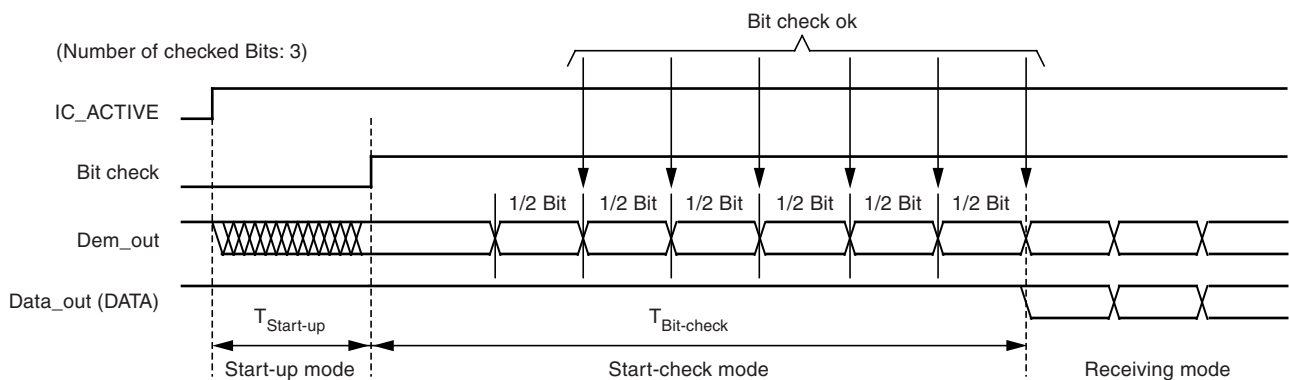 Bit check ok
(Number of checked Bits: 3)
IC_ACTIVE
Bit check
1/2 Bit 1/2 Bit 1/2 Bit 1/2 Bit 1/2 Bit 1/2 Bit
Dem_out
Data_out (DATA)
TStart-up TBit-check
Start-up mode Start-check mode Receiving mode